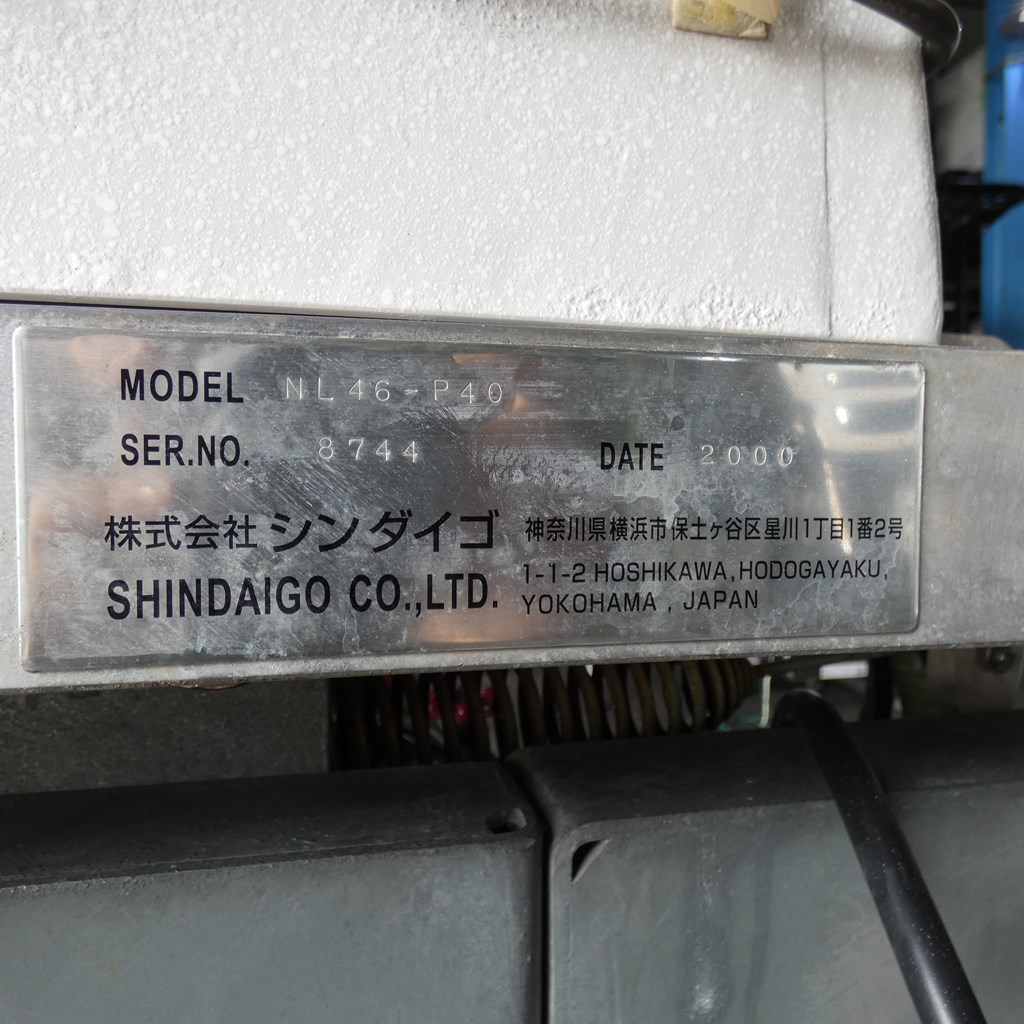 MODEL NL46-P40
SER.NO. 8744 DATE 2000
株式会社 シンダイゴ 神奈川県横浜市保土ヶ谷区星川1丁目1番2号
SHINDAIGO CO.,LTD. 1-1-2 HOSHIKAWA, HODOGAYAKU,
YOKOHAMA , JAPAN